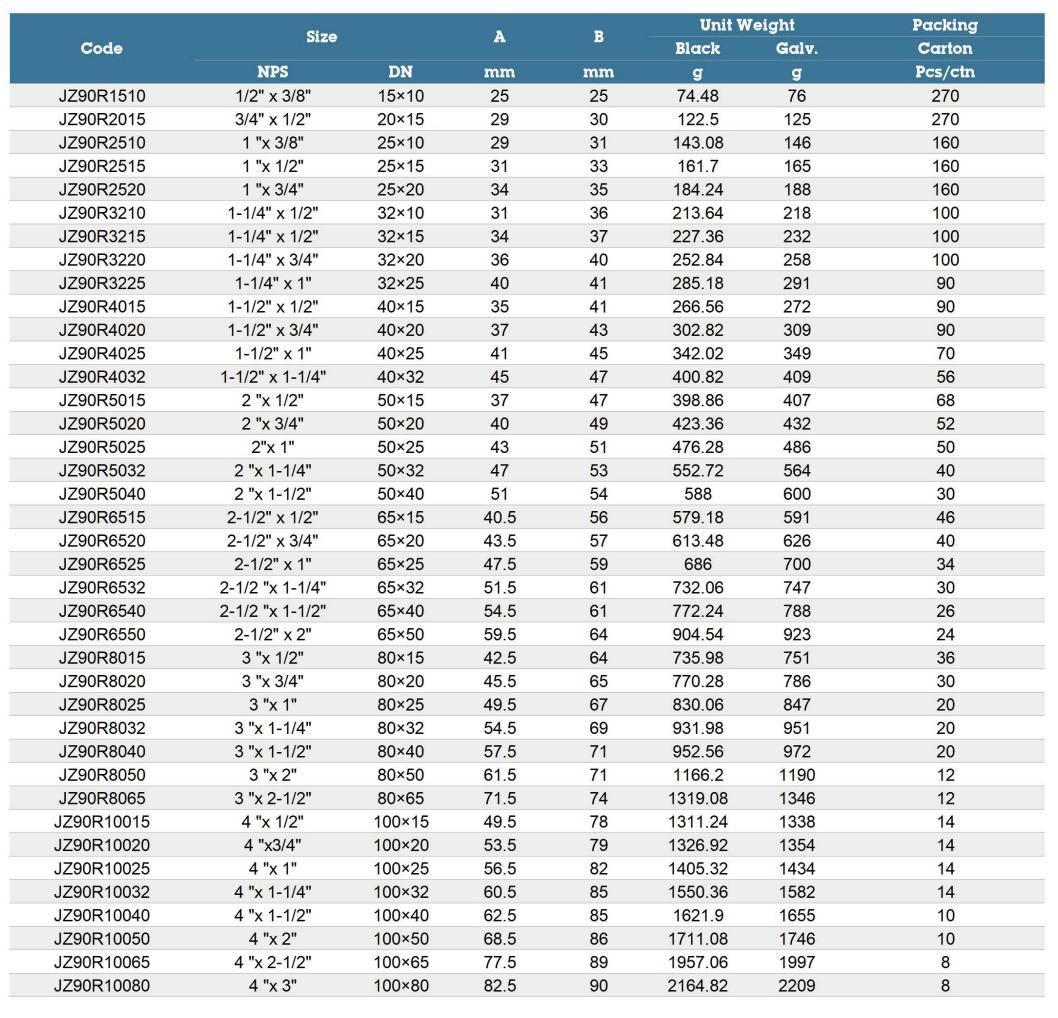 Unit Weight Packing
Code Size A B Black Galv. Carton
NPS DN mm mm g g Pcs/ctn
JZ90R1510 1/2" x 3/8" 15×10 25 25 74.48 76 270
JZ90R2015 3/4" x 1/2" 20×15 29 30 122.5 125 270
JZ90R2510 1 "x 3/8" 25×10 29 31 143.08 146 160
JZ90R2515 1 "x 1/2" 25×15 31 33 161.7 165 160
JZ90R2520 1 "x 3/4" 25×20 34 35 184.24 188 160
JZ90R3210 1-1/4" x 1/2" 32×10 31 36 213.64 218 100
JZ90R3215 1-1/4" x 1/2" 32×15 34 37 227.36 232 100
JZ90R3220 1-1/4" x 3/4" 32×20 36 40 252.84 258 100
JZ90R3225 1-1/4" x 1" 32×25 40 41 285.18 291 90
JZ90R4015 1-1/2" x 1/2" 40×15 35 41 266.56 272 90
JZ90R4020 1-1/2" x 3/4" 40×20 37 43 302.82 309 90
JZ90R4025 1-1/2" x 1" 40×25 41 45 342.02 349 70
JZ90R4032 1-1/2" x 1-1/4" 40×32 45 47 400.82 409 56
JZ90R5015 2 "x 1/2" 50×15 37 47 398.86 407 68
JZ90R5020 2 "x 3/4" 50×20 40 49 423.36 432 52
JZ90R5025 2"x 1" 50×25 43 51 476.28 486 50
JZ90R5032 2 "x 1-1/4" 50×32 47 53 552.72 564 40
JZ90R5040 2 "x 1-1/2" 50×40 51 54 588 600 30
JZ90R6515 2-1/2" x 1/2" 65×15 40.5 56 579.18 591 46
JZ90R6520 2-1/2" x 3/4" 65×20 43.5 57 613.48 626 40
JZ90R6525 2-1/2" x 1" 65×25 47.5 59 686 700 34
JZ90R6532 2-1/2 "x 1-1/4" 65×32 51.5 61 732.06 747 30
JZ90R6540 2-1/2 "x 1-1/2" 65×40 54.5 61 772.24 788 26
JZ90R6550 2-1/2" x 2" 65×50 59.5 64 904.54 923 24
JZ90R8015 3 "x 1/2" 80×15 42.5 64 735.98 751 36
JZ90R8020 3 "x 3/4" 80×20 45.5 65 770.28 786 30
JZ90R8025 3 "x 1" 80×25 49.5 67 830.06 847 20
JZ90R8032 3 "x 1-1/4" 80×32 54.5 69 931.98 951 20
JZ90R8040 3 "x 1-1/2" 80×40 57.5 71 952.56 972 20
JZ90R8050 3 "x 2" 80×50 61.5 71 1166.2 1190 12
JZ90R8065 3 "x 2-1/2" 80×65 71.5 74 1319.08 1346 12
JZ90R10015 4 "x 1/2" 100×15 49.5 78 1311.24 1338 14
JZ90R10020 4 "x3/4" 100×20 53.5 79 1326.92 1354 14
JZ90R10025 4 "x 1" 100×25 56.5 82 1405.32 1434 14
JZ90R10032 4 "x 1-1/4" 100×32 60.5 85 1550.36 1582 14
JZ90R10040 4 "x 1-1/2" 100×40 62.5 85 1621.9 1655 10
JZ90R10050 4 "x 2" 100×50 68.5 86 1711.08 1746 10
JZ90R10065 4 "x 2-1/2" 100×65 77.5 89 1957.06 1997 8
JZ90R10080 4 "x 3" 100×80 82.5 90 2164.82 2209 8